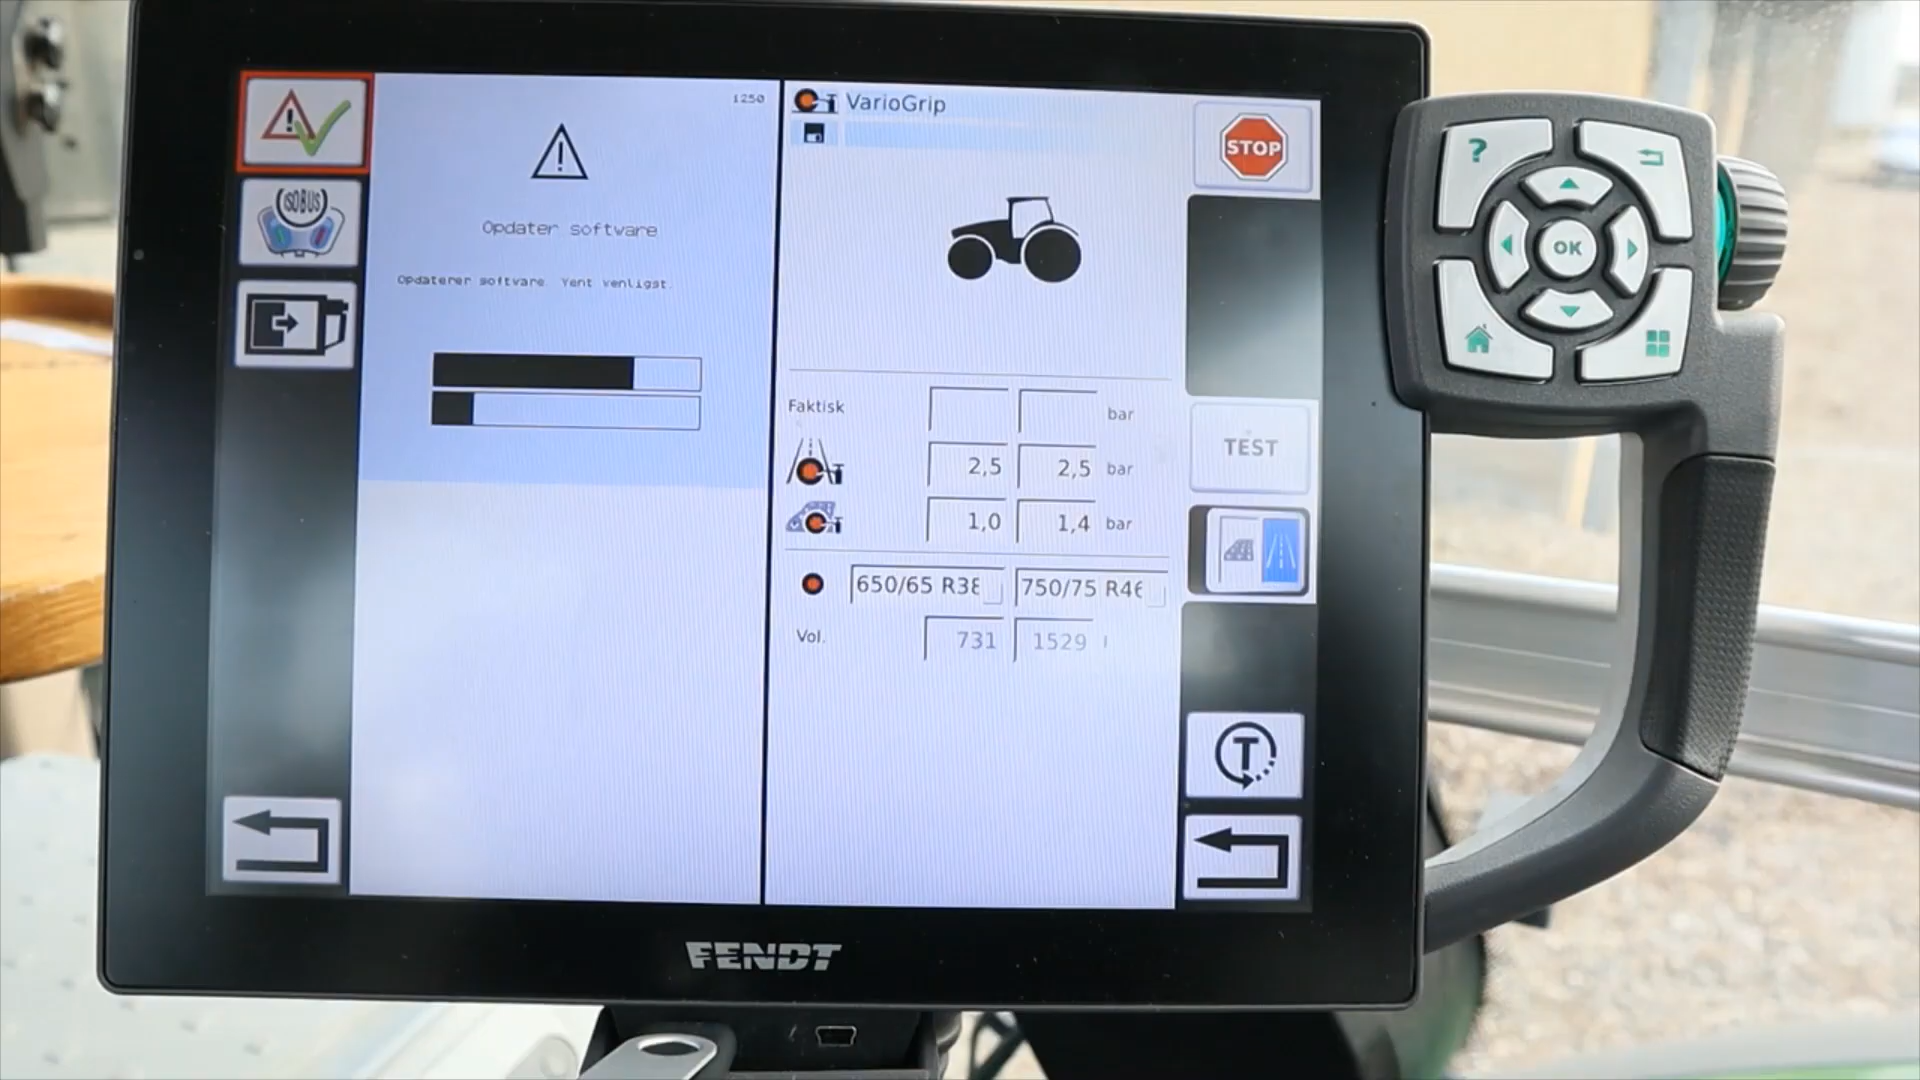 ISOBUS
1250
Opdater software
Opdaterer software. Vent venligst.
VarioGrip
STOP
Faktisk bar
2,5 2,5 bar
TEST
1,0 1,4 bar
650/65 R38 750/75 R46
Vol. 731 1529 l
T
FENDT
?
OK